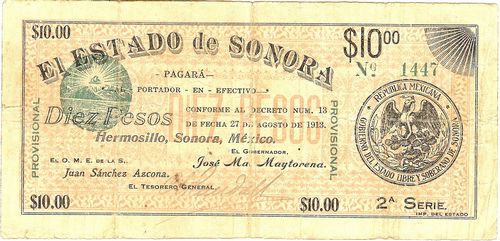 $10.00
El ESTADO de SONORA
$10.00
Nº 1447
PAGARÁ
AL PORTADOR - EN - EFECTIVO
CONFORME AL DECRETO NUM. 13
DE FECHA 27 D. AGOSTO DE 1913.
Diez Pesos
Hermosillo, Sonora, México.
PROVISIONAL
PROVISIONAL
REPUBLICA MEXICANA.
GOBIERNO DEL ESTADO LIBRE Y SOBERANO DE SONORA
EL O. M. E. DE LA S.
EL GOBERNADOR.
José Ma. Maytorena.
Juan Sánchez Azcona.
EL TESORERO GENERAL.
$10.00
$10.00
2ª SERIE.
IMP. DEL ESTADO